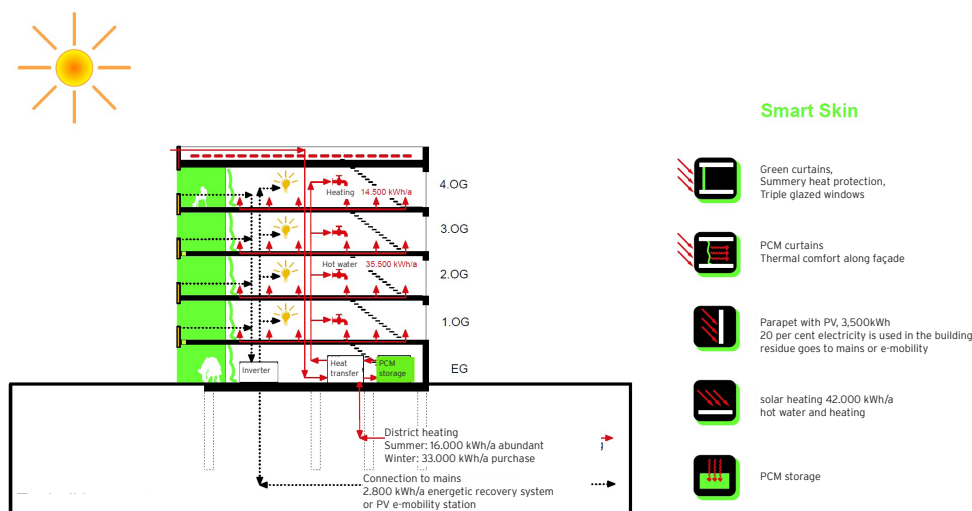 Smart Skin
4.OG
Heating 14.500 kWh/a
3.OG
Hot water 35.500 kWh/a
2.OG
1.OG
EG
Inverter
Heat
transfer
PCM
storage
District heating
Summer: 16.000 kWh/a abundant
Winter: 33.000 kWh/a purchase
Connection to mains
2.800 kWh/a energetic recovery system
or PV e-mobility station
Green curtains,
Summery heat protection,
Triple glazed windows
PCM curtains
Thermal comfort along façade
Parapet with PV, 3,500kWh
20 per cent electricity is used in the building
residue goes to mains or e-mobility
solar heating 42.000 kWh/a
hot water and heating
PCM storage